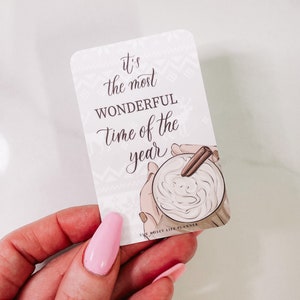 it's
the most
WONDERFUL
time of the
year